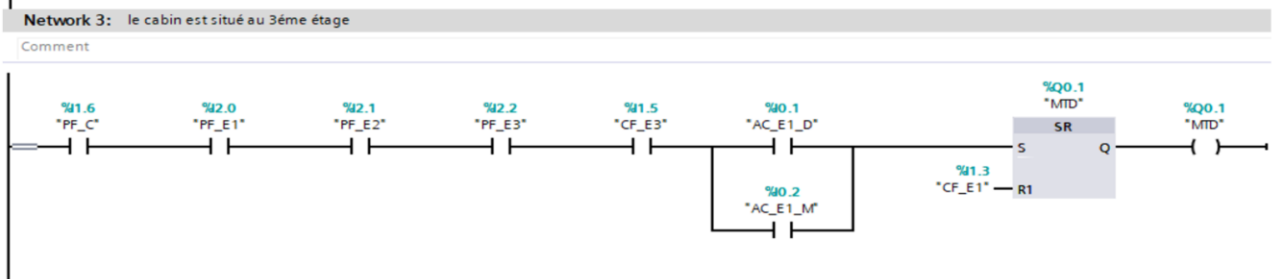 Network 3: le cabin est situé au 3éme étage
Comment
%Q0.1
"MTD"
%I1.6 %I2.0 %I2.1 %I2.2 %I1.5 %I0.1 SR %Q0.1
"PF_C" "PF_E1" "PF_E2" "PF_E3" "CF_E3" "AC_E1_D" "MTD"
S Q
%I1.3
"CF_E1" R1
%I0.2
"AC_E1_M"